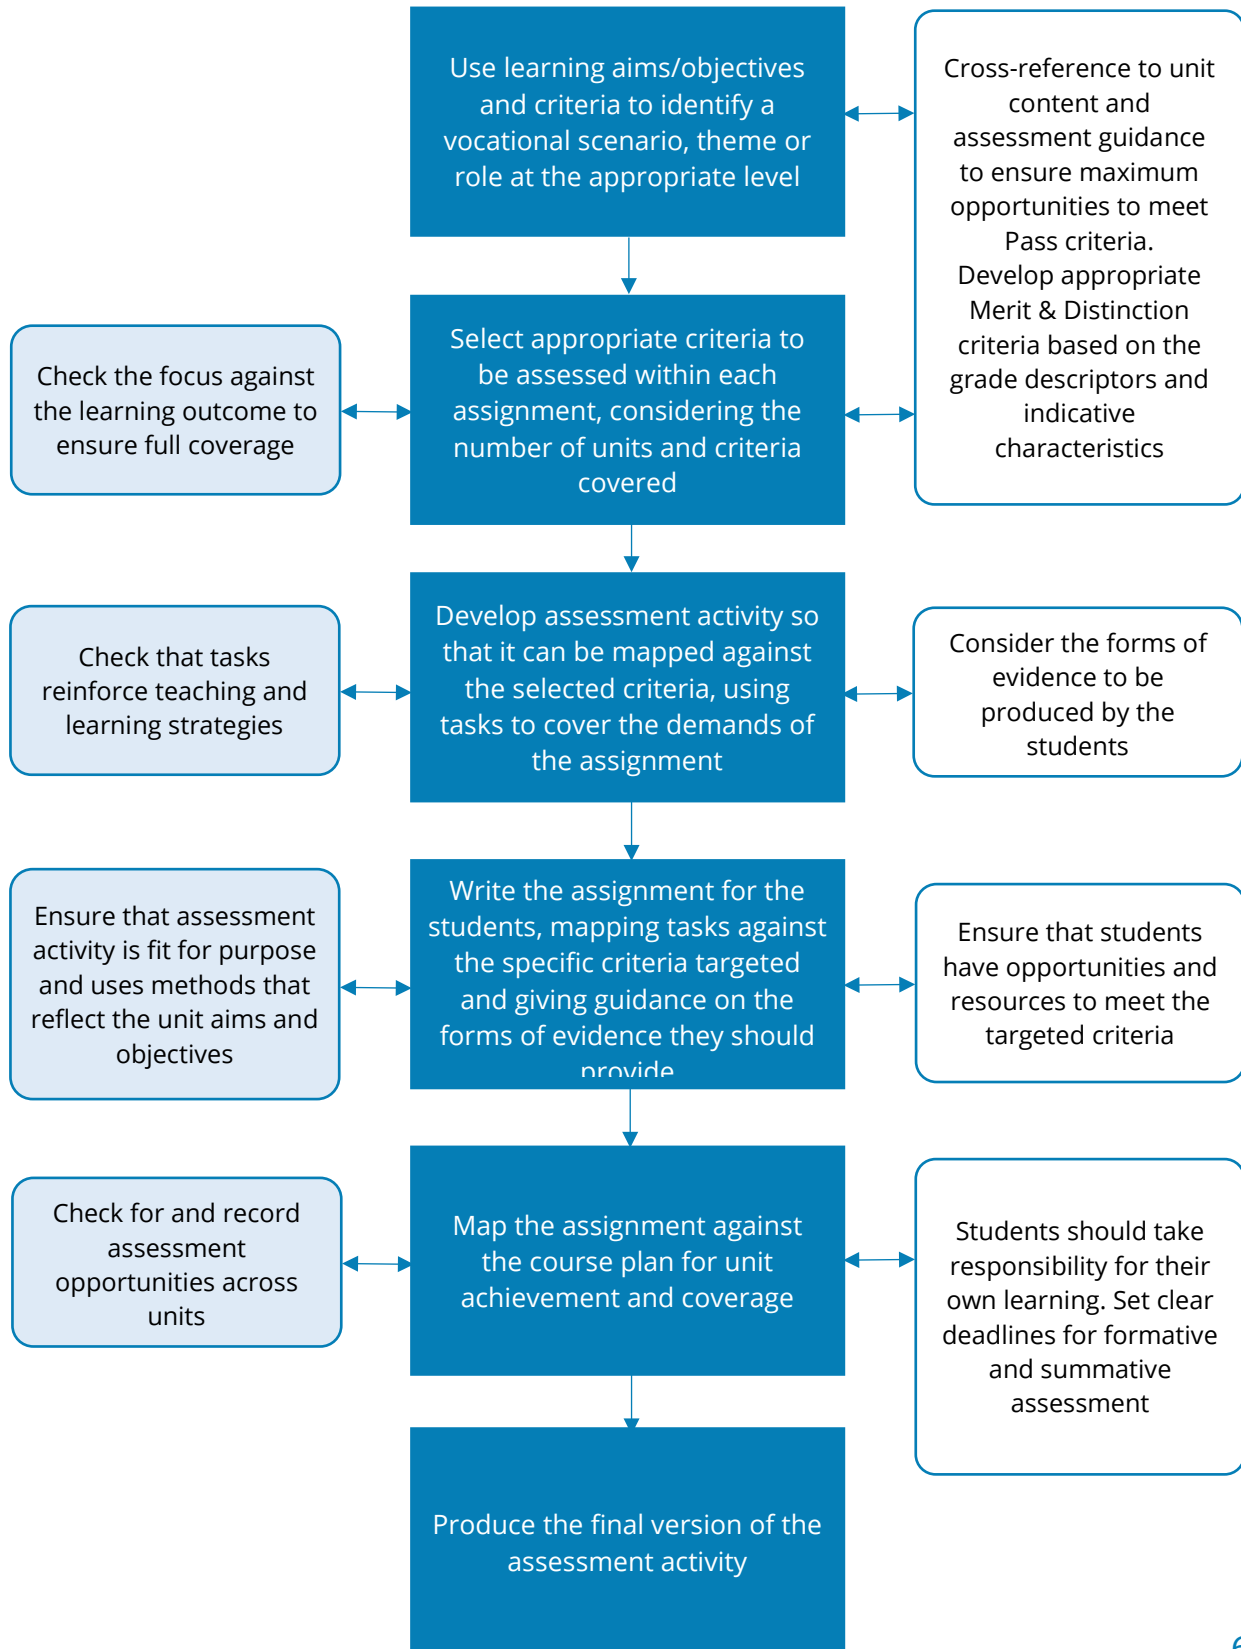 Use learning aims/objectives
and criteria to identify a
vocational scenario, theme or
role at the appropriate level
Cross-reference to unit
content and
assessment guidance
to ensure maximum
opportunities to meet
Pass criteria.
Develop appropriate
Merit & Distinction
criteria based on the
grade descriptors and
indicative
characteristics
Check the focus against
the learning outcome to
ensure full coverage
Select appropriate criteria to
be assessed within each
assignment, considering the
number of units and criteria
covered
Check that tasks
reinforce teaching and
learning strategies
Develop assessment activity so
that it can be mapped against
the selected criteria, using
tasks to cover the demands of
the assignment
Consider the forms of
evidence to be
produced by the
students
Ensure that assessment
activity is fit for purpose
and uses methods that
reflect the unit aims and
objectives
Write the assignment for the
students, mapping tasks against
the specific criteria targeted
and giving guidance on the
forms of evidence they should
provide
Ensure that students
have opportunities and
resources to meet the
targeted criteria
Check for and record
assessment
opportunities across
units
Map the assignment against
the course plan for unit
achievement and coverage
Students should take
responsibility for their
own learning. Set clear
deadlines for formative
and summative
assessment
Produce the final version of the
assessment activity